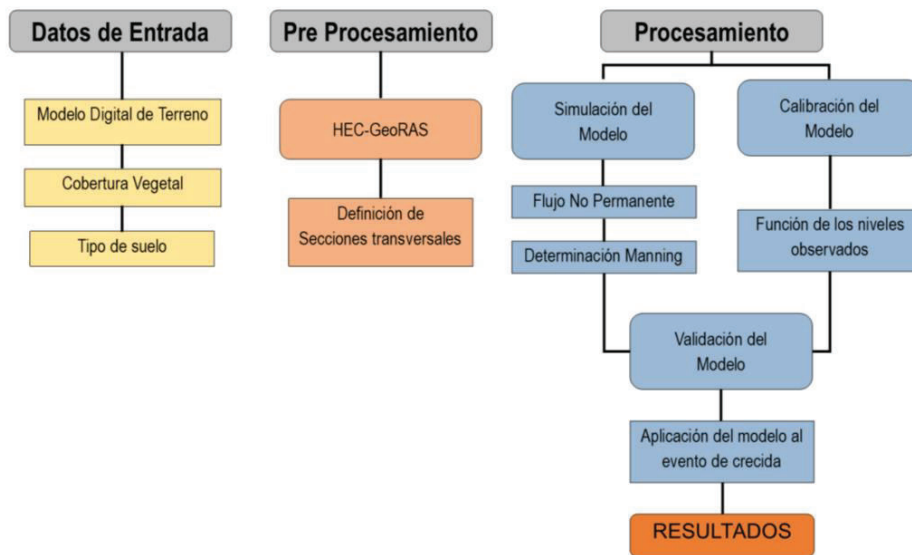 Datos de Entrada
Modelo Digital de Terreno
Cobertura Vegetal
Tipo de suelo
Pre Procesamiento
HEC-GeoRAS
Definición de
Secciones transversales
Procesamiento
Simulación del
Modelo
Flujo No Permanente
Determinación Manning
Calibración del
Modelo
Función de los niveles
observados
Validación del
Modelo
Aplicación del modelo al
evento de crecida
RESULTADOS